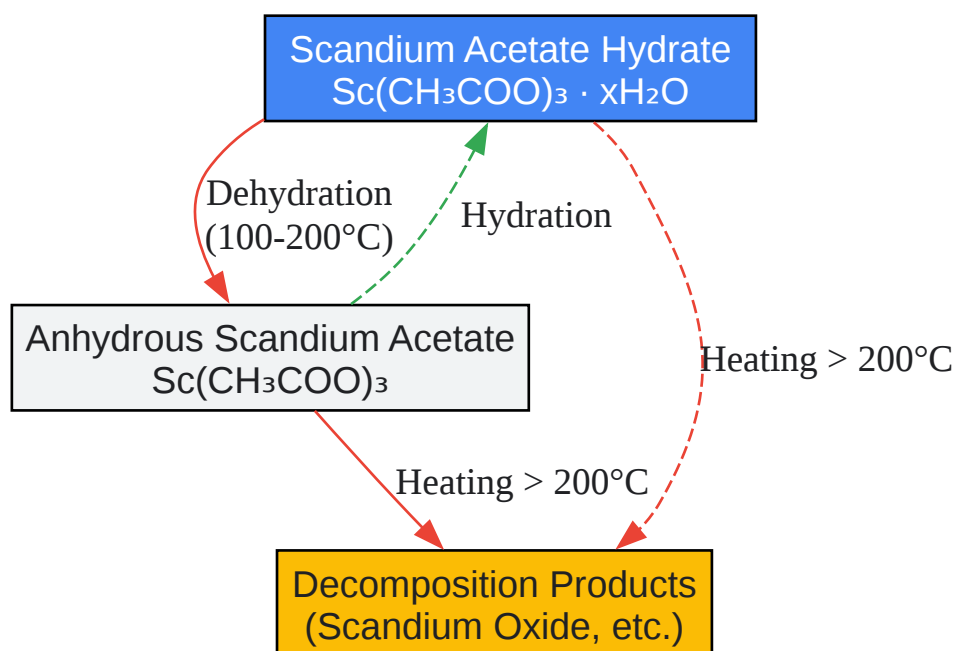 Scandium Acetate Hydrate
Sc(CH₃COO)₃ · xH₂O
Dehydration
(100-200°C)
Hydration
Anhydrous Scandium Acetate
Sc(CH₃COO)₃
Heating > 200°C
Heating > 200°C
Decomposition Products
(Scandium Oxide, etc.)